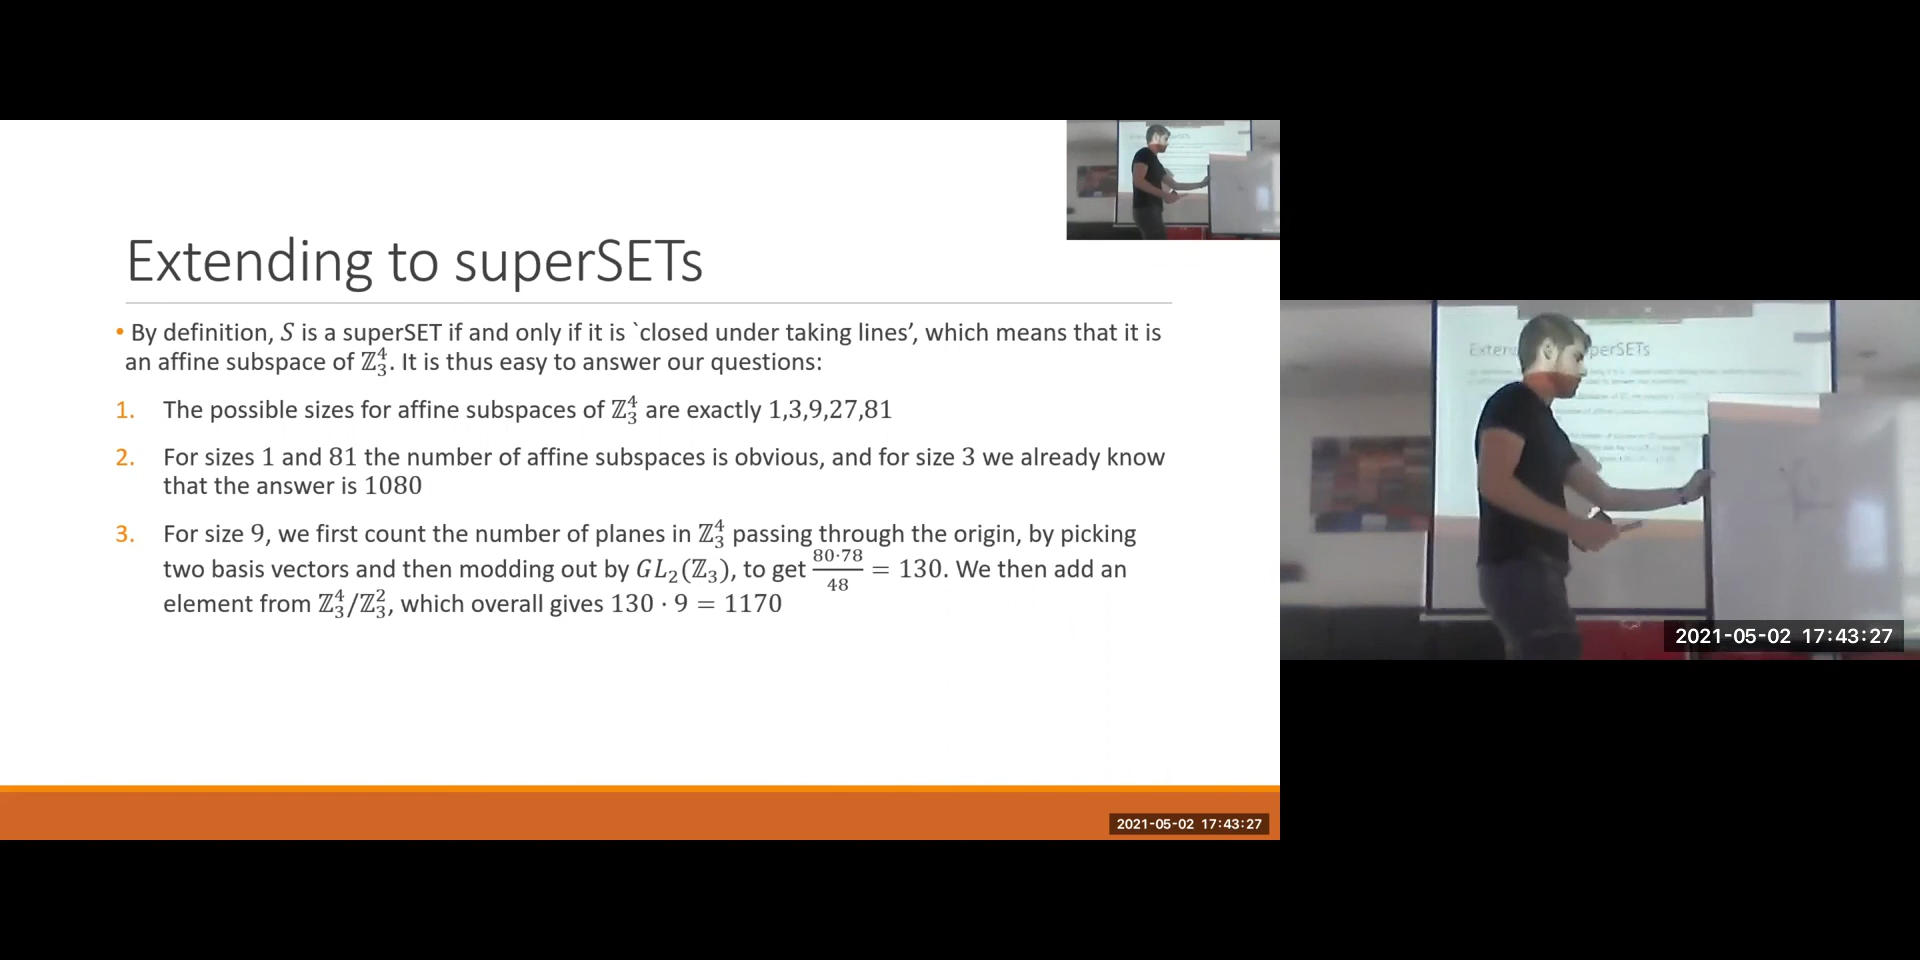 Extending to superSETs
• By definition, 𝑆 is a superSET if and only if it is `closed under taking lines’, which means that it is
an affine subspace of ℤ₃⁴. It is thus easy to answer our questions:
1. The possible sizes for affine subspaces of ℤ₃⁴ are exactly 1,3,9,27,81
2. For sizes 1 and 81 the number of affine subspaces is obvious, and for size 3 we already know
that the answer is 1080
3. For size 9, we first count the number of planes in ℤ₃⁴ passing through the origin, by picking
two basis vectors and then modding out by 𝐺𝐿₂(ℤ₃), to get 80·78/48 = 130. We then add an
element from ℤ₃⁴/ℤ₃², which overall gives 130 · 9 = 1170
2021-05-02 17:43:27
perSETs
2021-05-02 17:43:27